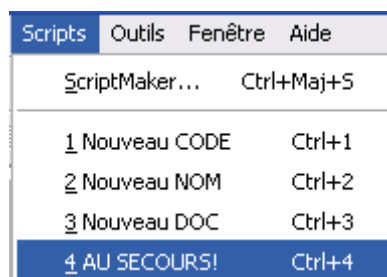 Scripts Outils Fenêtre Aide
ScriptMaker... Ctrl+Maj+S
1 Nouveau CODE Ctrl+1
2 Nouveau NOM Ctrl+2
3 Nouveau DOC Ctrl+3
4 AU SECOURS! Ctrl+4